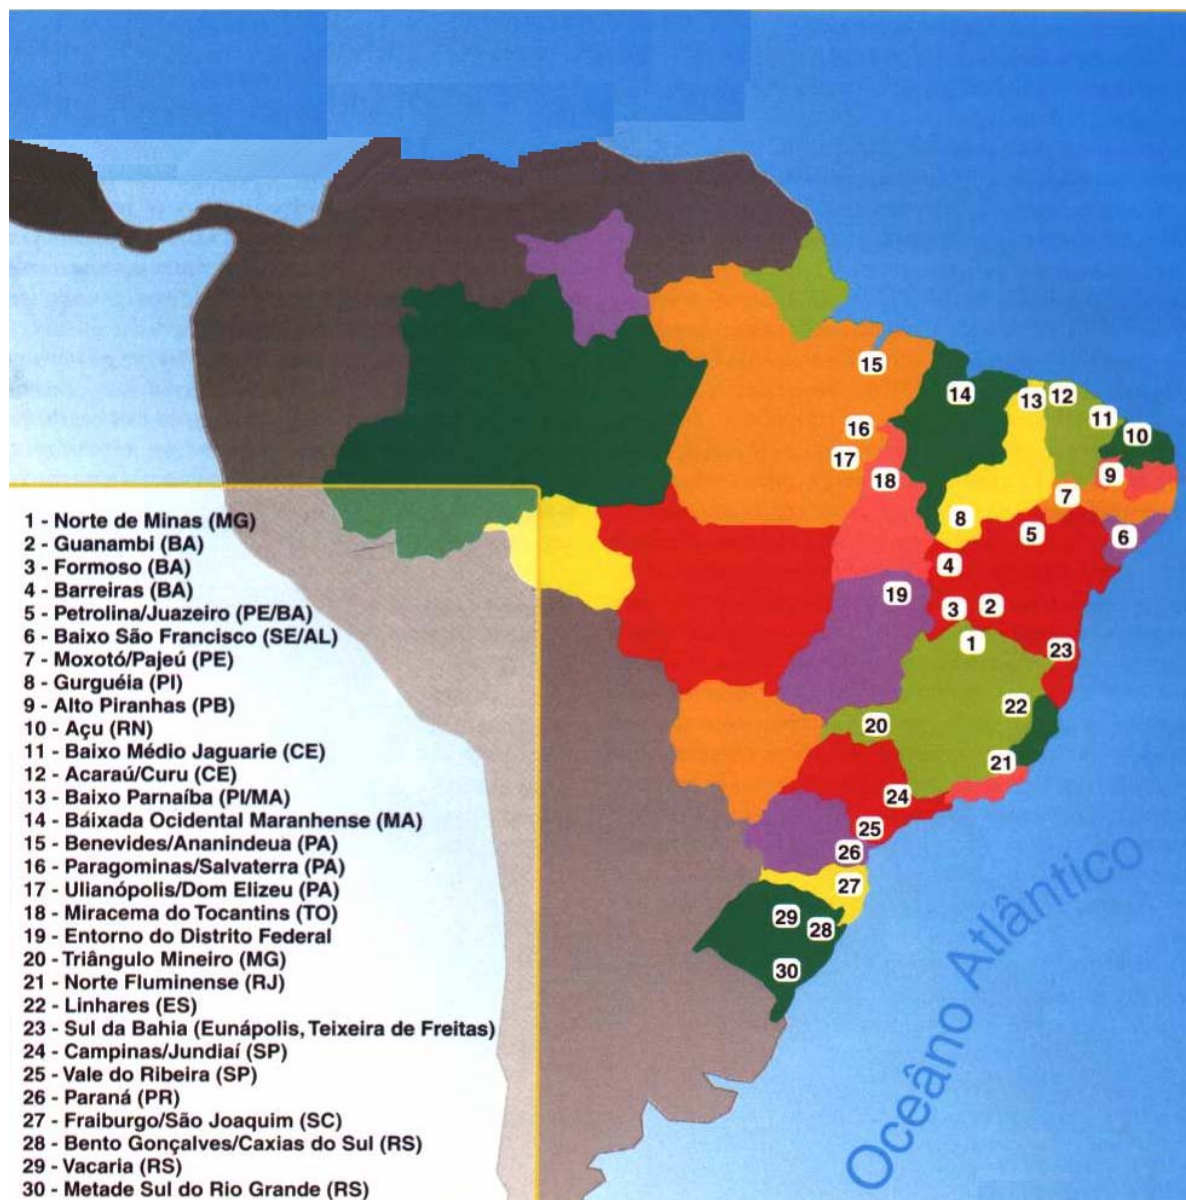 15
14
13
12
11
10
16
17
18
9
7
8
5
6
4
19
3
2
1
23
22
20
21
24
25
26
27
29
28
30
1 - Norte de Minas (MG)
2 - Guanambi (BA)
3 - Formoso (BA)
4 - Barreiras (BA)
5 - Petrolina/Juazeiro (PE/BA)
6 - Baixo São Francisco (SE/AL)
7 - Moxotó/Pajeú (PE)
8 - Gurguéia (PI)
9 - Alto Piranhas (PB)
10 - Açu (RN)
11 - Baixo Médio Jaguarie (CE)
12 - Acaraú/Curu (CE)
13 - Baixo Parnaíba (PI/MA)
14 - Báixada Ocidental Maranhense (MA)
15 - Benevides/Ananindeua (PA)
16 - Paragominas/Salvaterra (PA)
17 - Ulianópolis/Dom Elizeu (PA)
18 - Miracema do Tocantins (TO)
19 - Entorno do Distrito Federal
20 - Triângulo Mineiro (MG)
21 - Norte Fluminense (RJ)
22 - Linhares (ES)
23 - Sul da Bahia (Eunápolis, Teixeira de Freitas)
24 - Campinas/Jundiaí (SP)
25 - Vale do Ribeira (SP)
26 - Paraná (PR)
27 - Fraiburgo/São Joaquim (SC)
28 - Bento Gonçalves/Caxias do Sul (RS)
29 - Vacaria (RS)
30 - Metade Sul do Rio Grande (RS)
Oceâno Atlântico